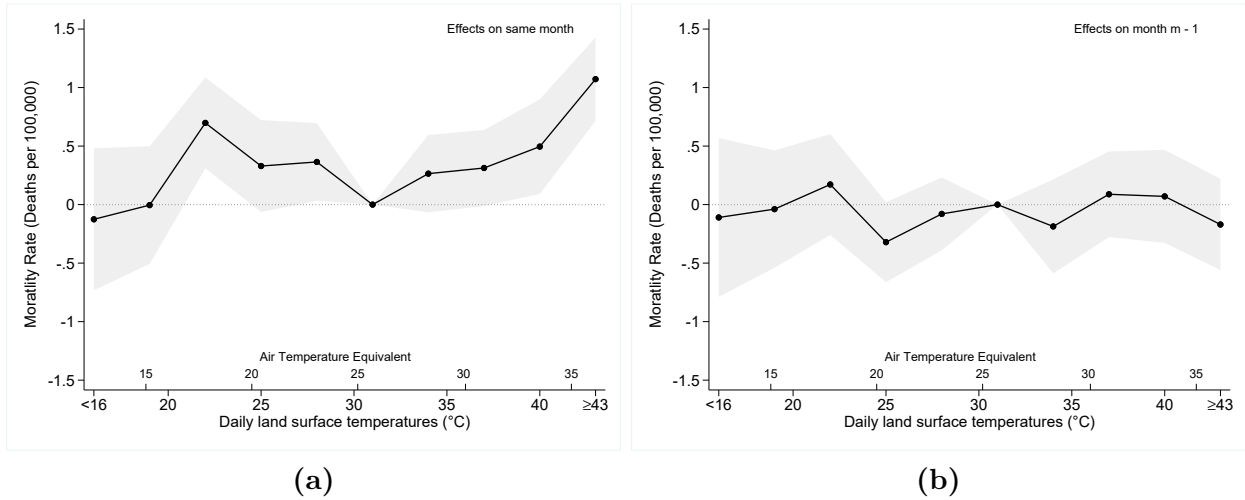 Effects on same month
Moratlity Rate (Deaths per 100,000)
1.5
1
.5
0
-.5
-1
-1.5
Air Temperature Equivalent
15 20 25 30 35
<16 20 25 30 35 40 ≥43
Daily land surface temperatures (°C)
(a)
Effects on month m - 1
Moratlity Rate (Deaths per 100,000)
1.5
1
.5
0
-.5
-1
-1.5
Air Temperature Equivalent
15 20 25 30 35
<16 20 25 30 35 40 ≥43
Daily land surface temperatures (°C)
(b)